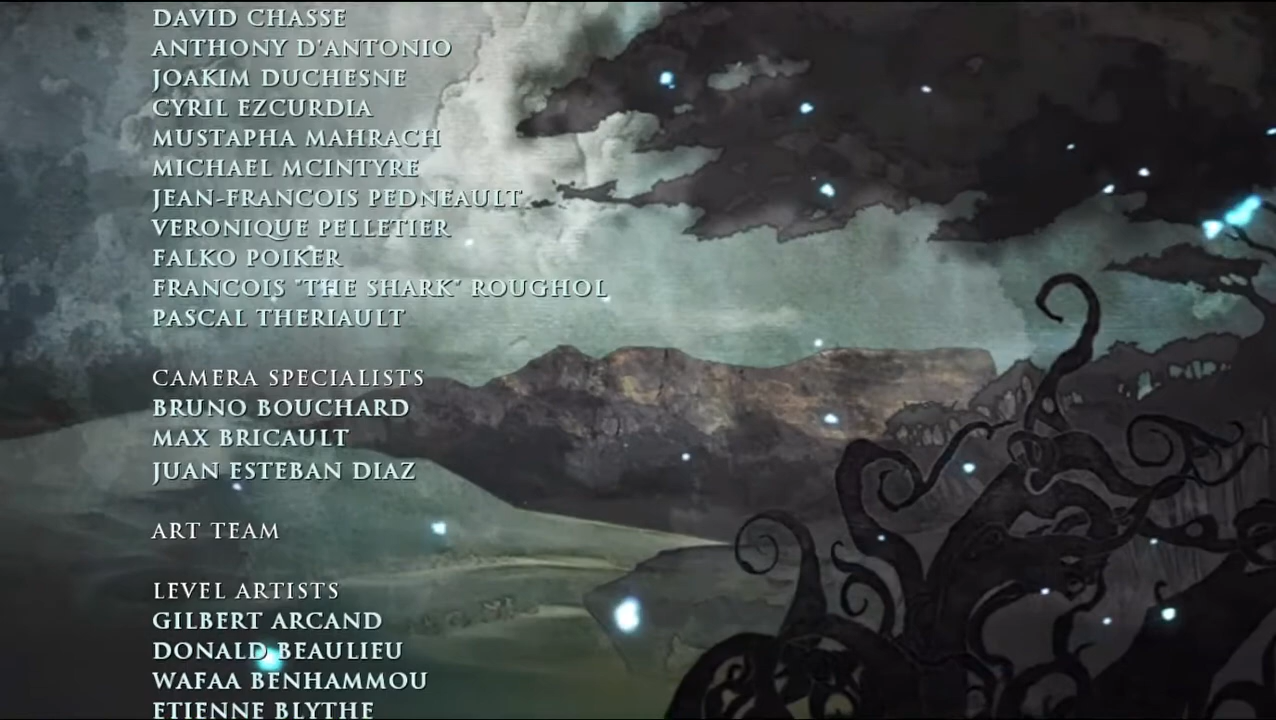 DAVID CHASSE
ANTHONY D'ANTONIO
JOAKIM DUCHESNE
CYRIL EZCURDIA
MUSTAPHA MAHRACH
MICHAEL MCINTYRE
JEAN-FRANCOIS PEDNEAULT
VERONIQUE PELLETIER
FALKO POIKER
FRANCOIS "THE SHARK" ROUGHOL
PASCAL THERIAULT
CAMERA SPECIALISTS
BRUNO BOUCHARD
MAX BRICAULT
JUAN ESTEBAN DIAZ
ART TEAM
LEVEL ARTISTS
GILBERT ARCAND
DONALD BEAULIEU
WAFAA BENHAMMOU
ETIENNE BLYTHE